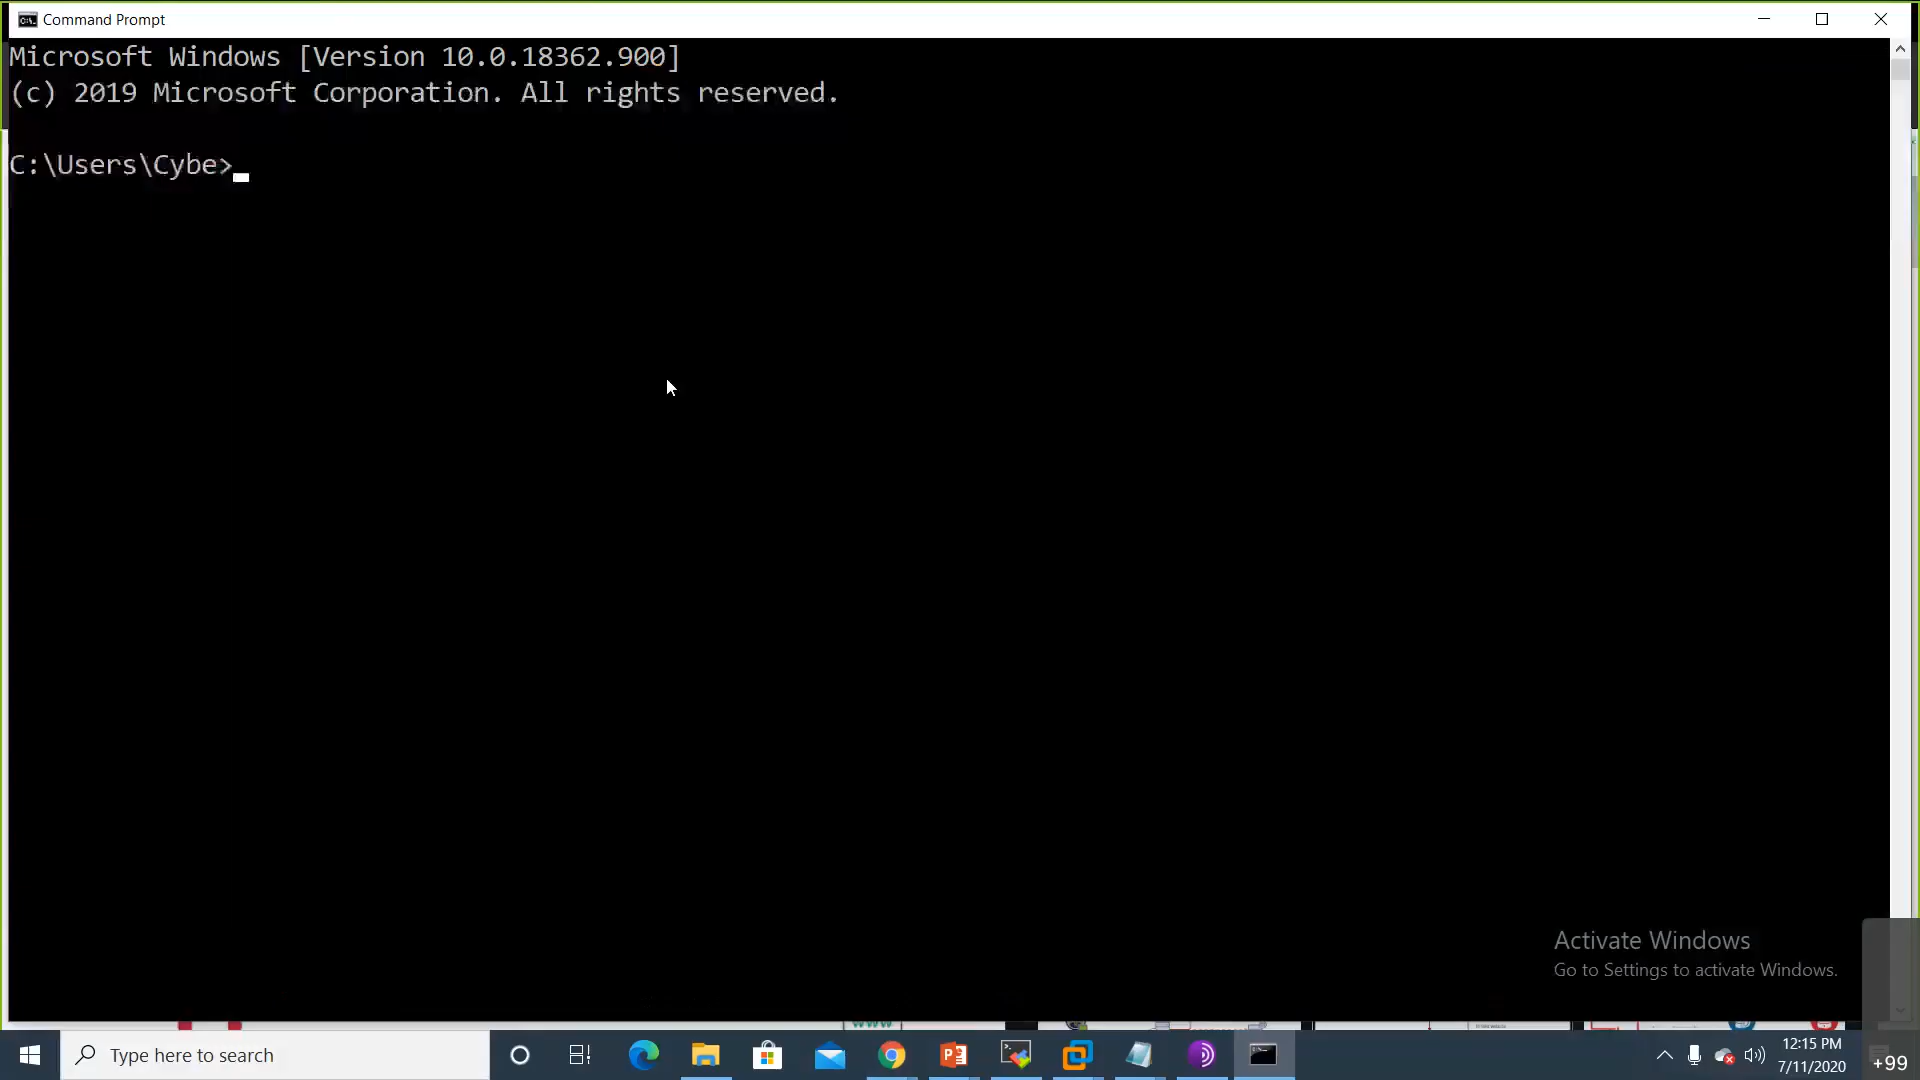 Command Prompt
Microsoft Windows [Version 10.0.18362.900]
(c) 2019 Microsoft Corporation. All rights reserved.
C:\Users\Cybe>
Activate Windows
Go to Settings to activate Windows.
Type here to search
12:15 PM
7/11/2020
+99